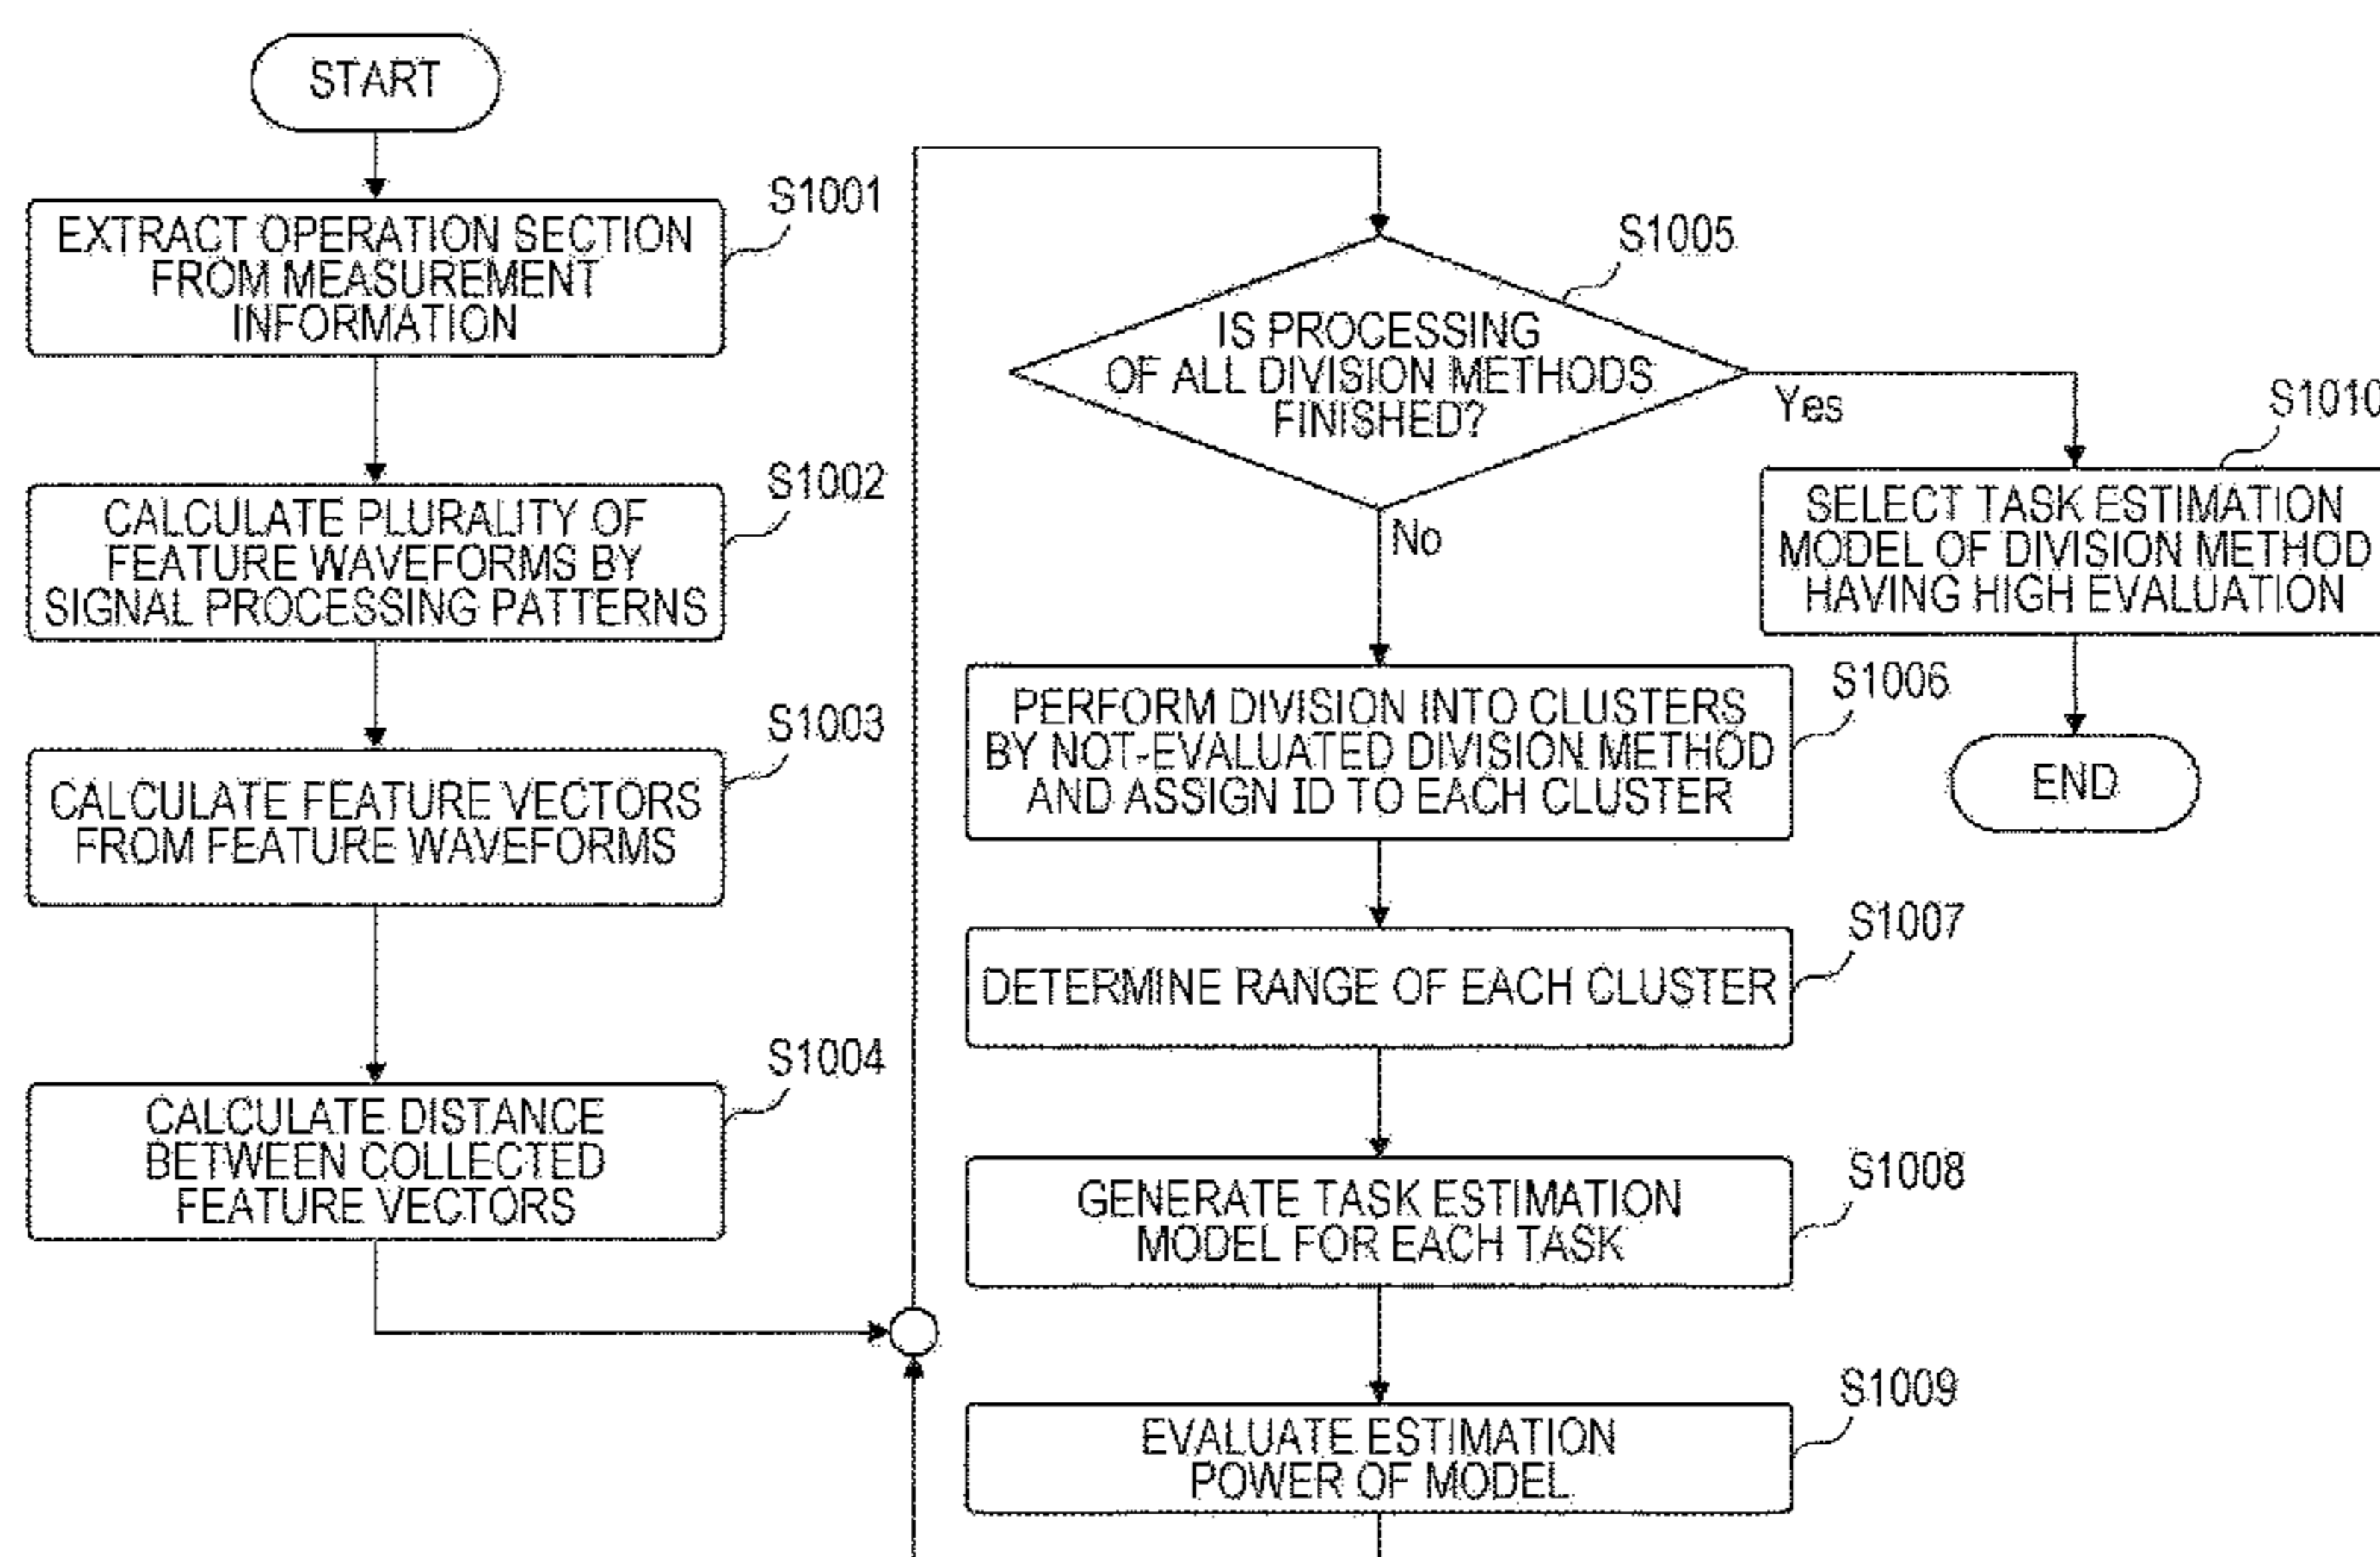 START
S1001
EXTRACT OPERATION SECTION
FROM MEASUREMENT
INFORMATION
S1002
CALCULATE PLURALITY OF
FEATURE WAVEFORMS BY
SIGNAL PROCESSING PATTERNS
S1003
CALCULATE FEATURE VECTORS
FROM FEATURE WAVEFORMS
S1004
CALCULATE DISTANCE
BETWEEN COLLECTED
FEATURE VECTORS
S1005
IS PROCESSING
OF ALL DIVISION METHODS
FINISHED?
Yes
No
S1006
PERFORM DIVISION INTO CLUSTERS
BY NOT-EVALUATED DIVISION METHOD
AND ASSIGN ID TO EACH CLUSTER
S1007
DETERMINE RANGE OF EACH CLUSTER
S1008
GENERATE TASK ESTIMATION
MODEL FOR EACH TASK
S1009
EVALUATE ESTIMATION
POWER OF MODEL
S1010
SELECT TASK ESTIMATION
MODEL OF DIVISION METHOD
HAVING HIGH EVALUATION
END